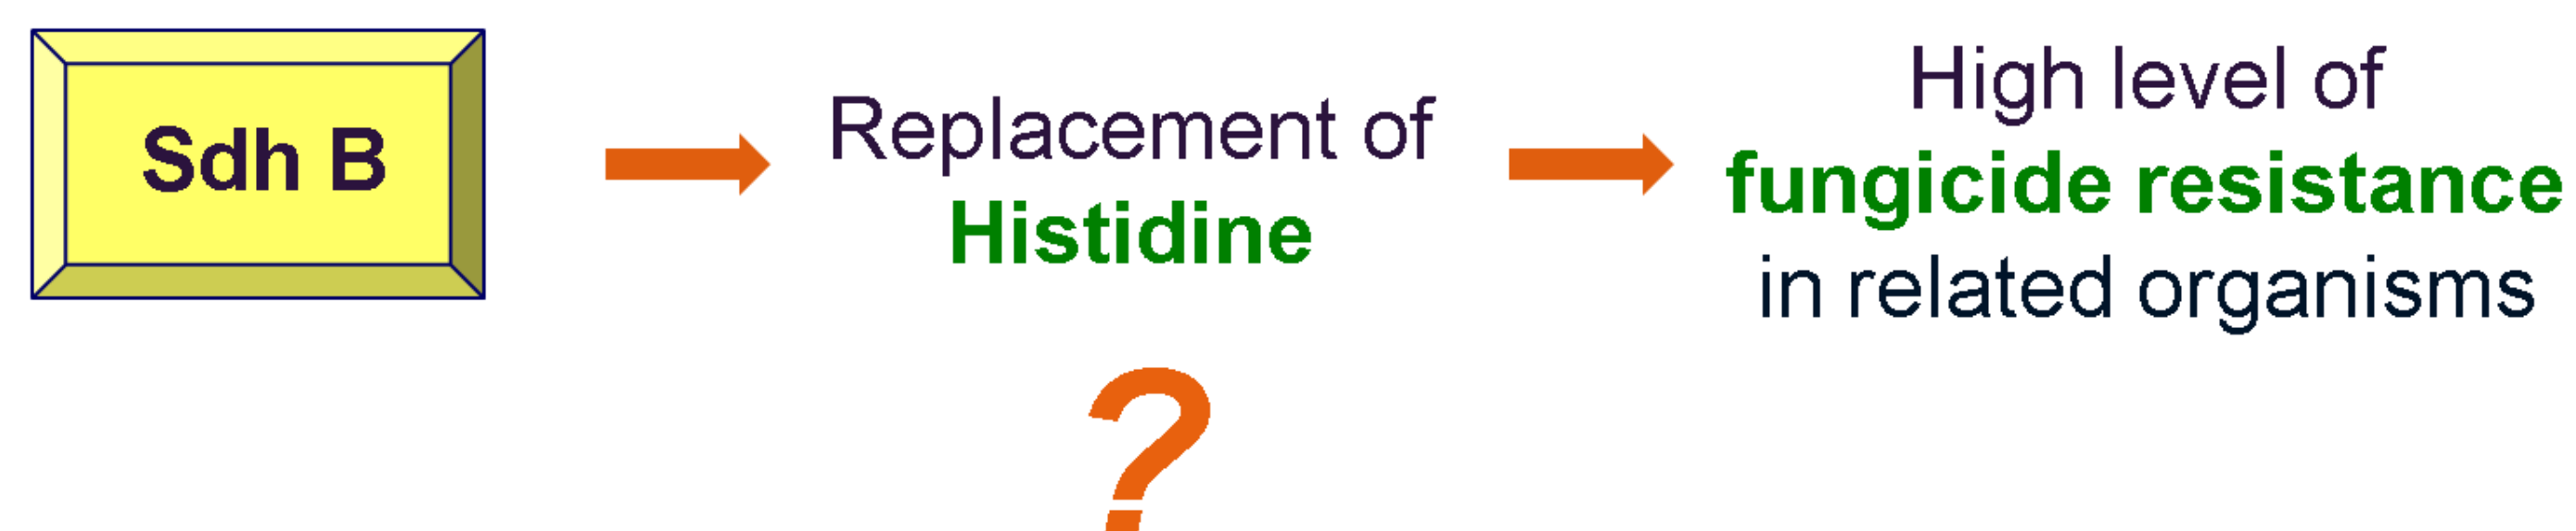 Sdh B
Replacement of
Histidine
High level of
fungicide resistance
in related organisms
?